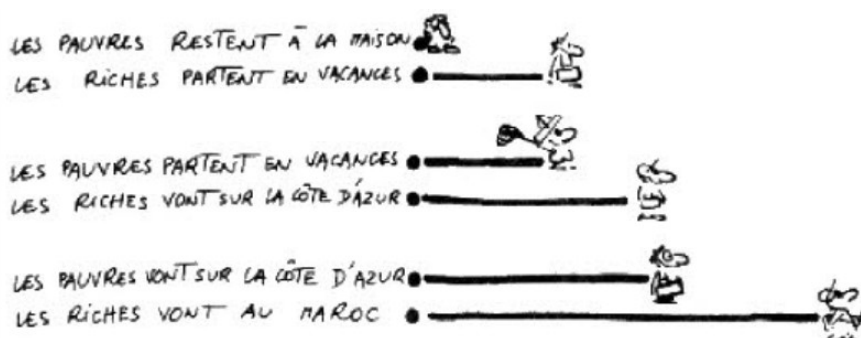 LES PAUVRES RESTENT À LA MAISON
LES RICHES PARTENT EN VACANCES
LES PAUVRES PARTENT EN VACANCES
LES RICHES VONT SUR LA CÔTE D'AZUR
LES PAUVRES VONT SUR LA CÔTE D'AZUR
LES RICHES VONT AU MAROC